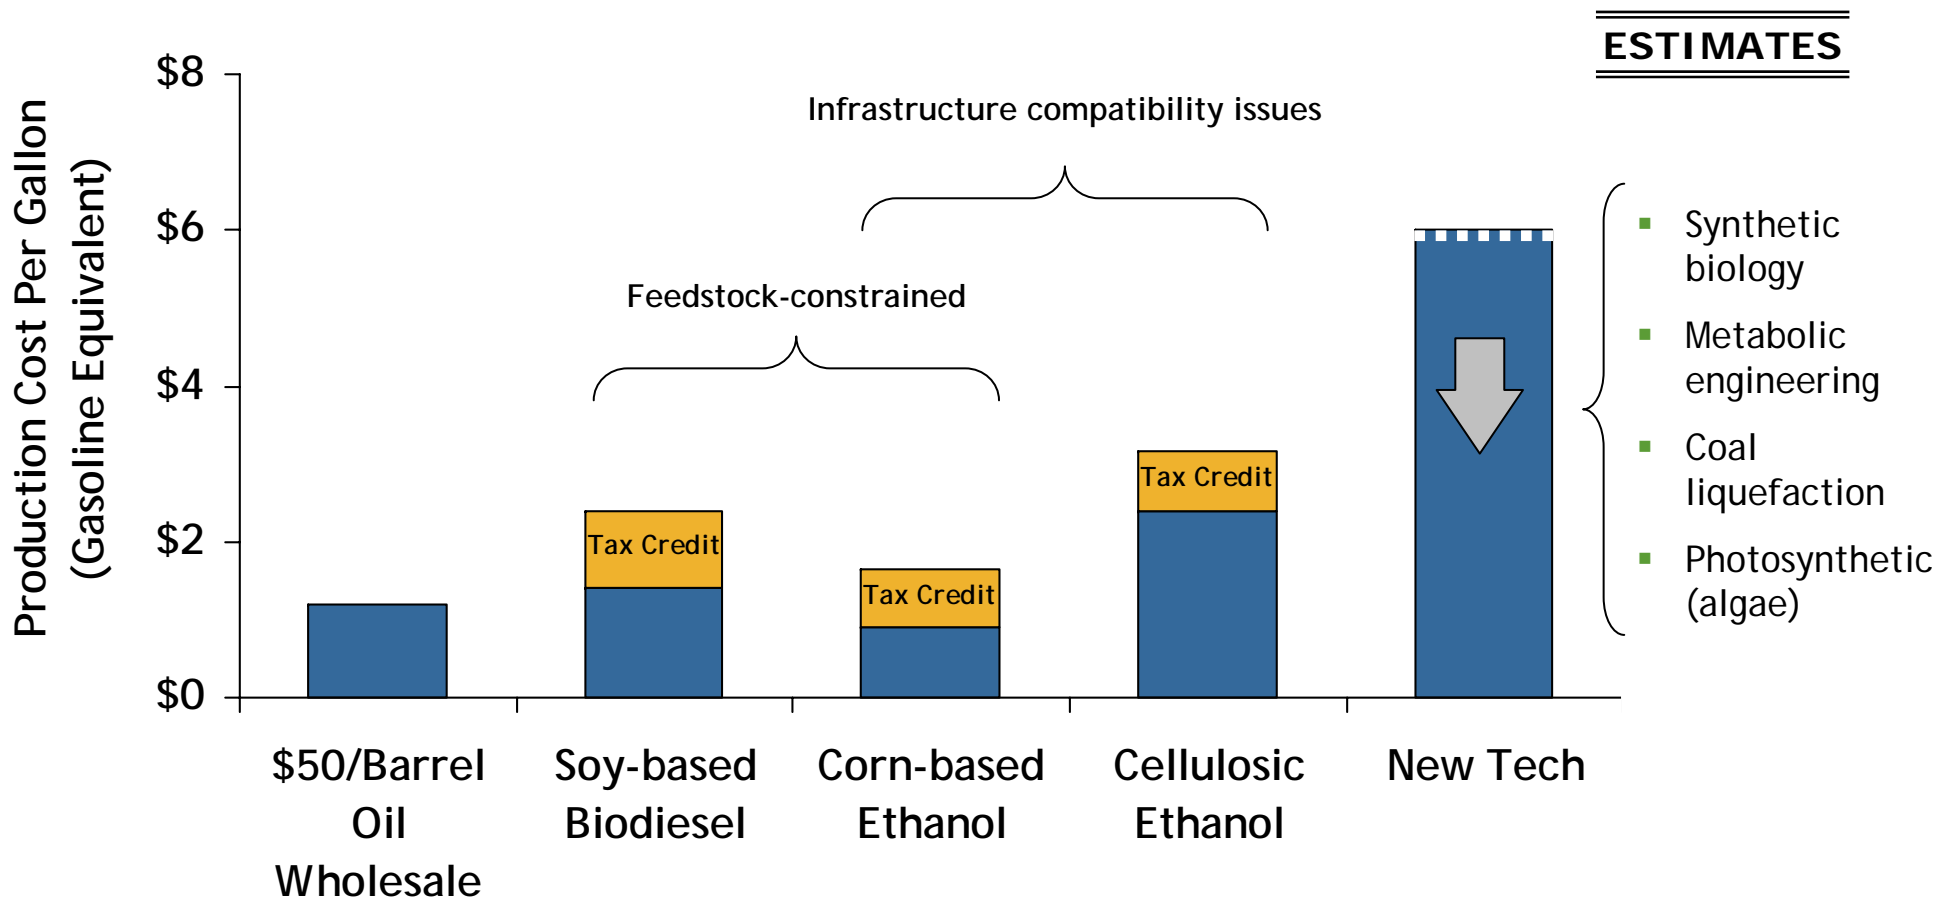 ESTIMATES
Production Cost Per Gallon
(Gasoline Equivalent)
$8
$6
$4
$2
$0
Infrastructure compatibility issues
Feedstock-constrained
Tax Credit
Tax Credit
Tax Credit
Synthetic
biology
Metabolic
engineering
Coal
liquefaction
Photosynthetic
(algae)
$50/Barrel
Oil
Wholesale
Soy-based
Biodiesel
Corn-based
Ethanol
Cellulosic
Ethanol
New Tech